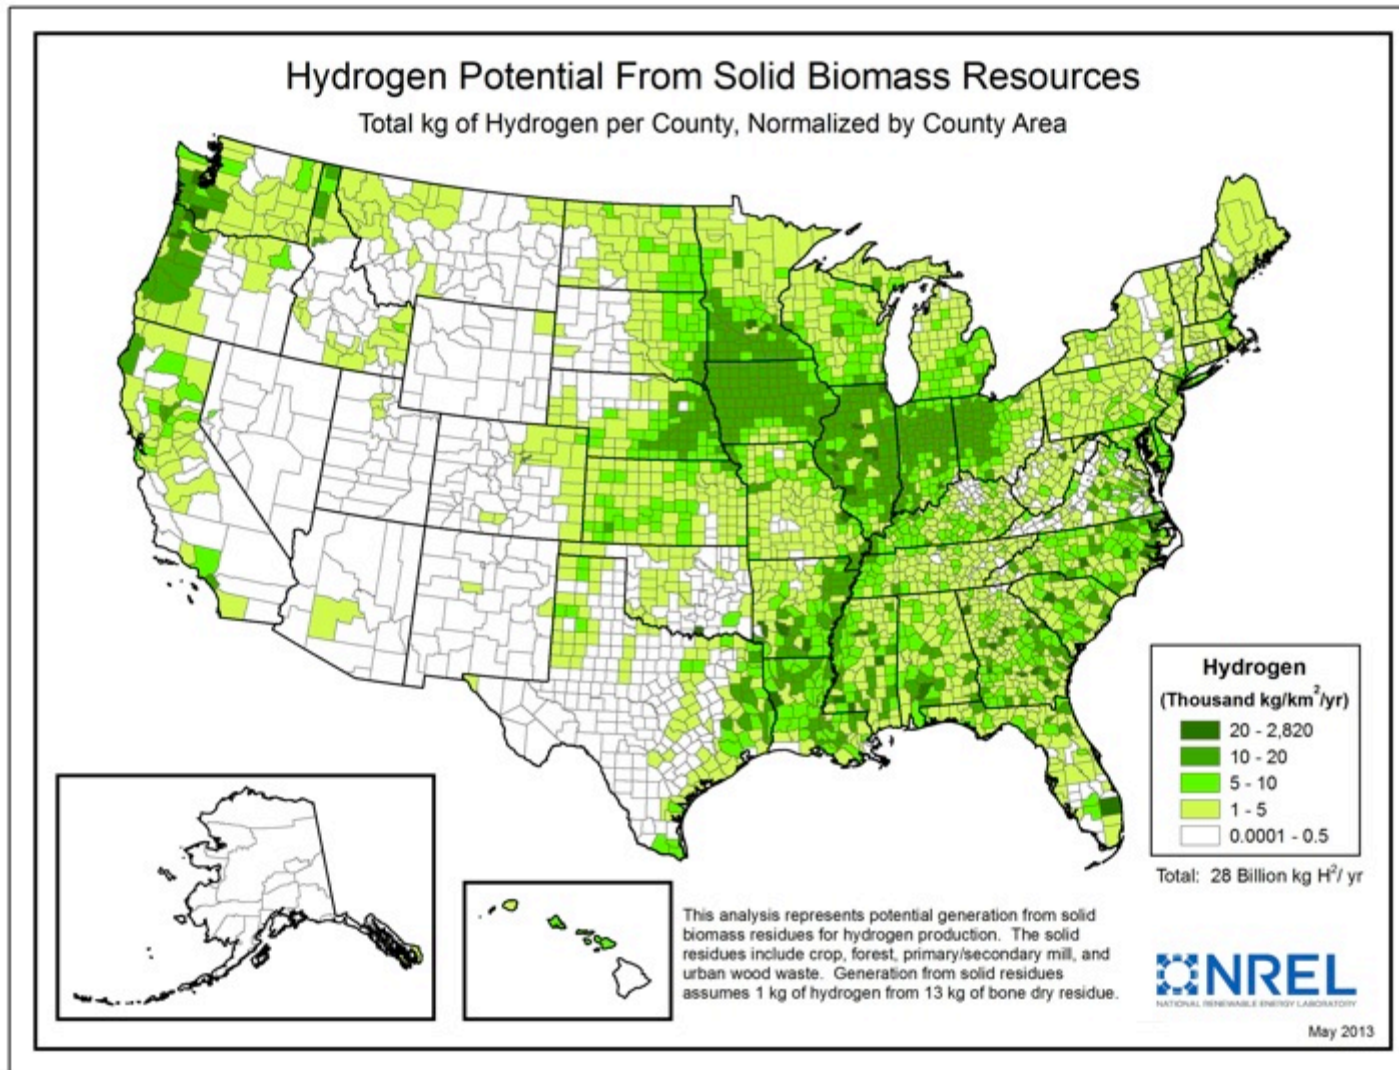 Hydrogen Potential From Solid Biomass Resources
Total kg of Hydrogen per County, Normalized by County Area
Hydrogen
(Thousand kg/km²/yr)
20 - 2,820
10 - 20
5 - 10
1 - 5
0.0001 - 0.5
Total: 28 Billion kg H²/ yr
This analysis represents potential generation from solid
biomass residues for hydrogen production. The solid
residues include crop, forest, primary/secondary mill, and
urban wood waste. Generation from solid residues
assumes 1 kg of hydrogen from 13 kg of bone dry residue.
NREL
NATIONAL RENEWABLE ENERGY LABORATORY
May 2013